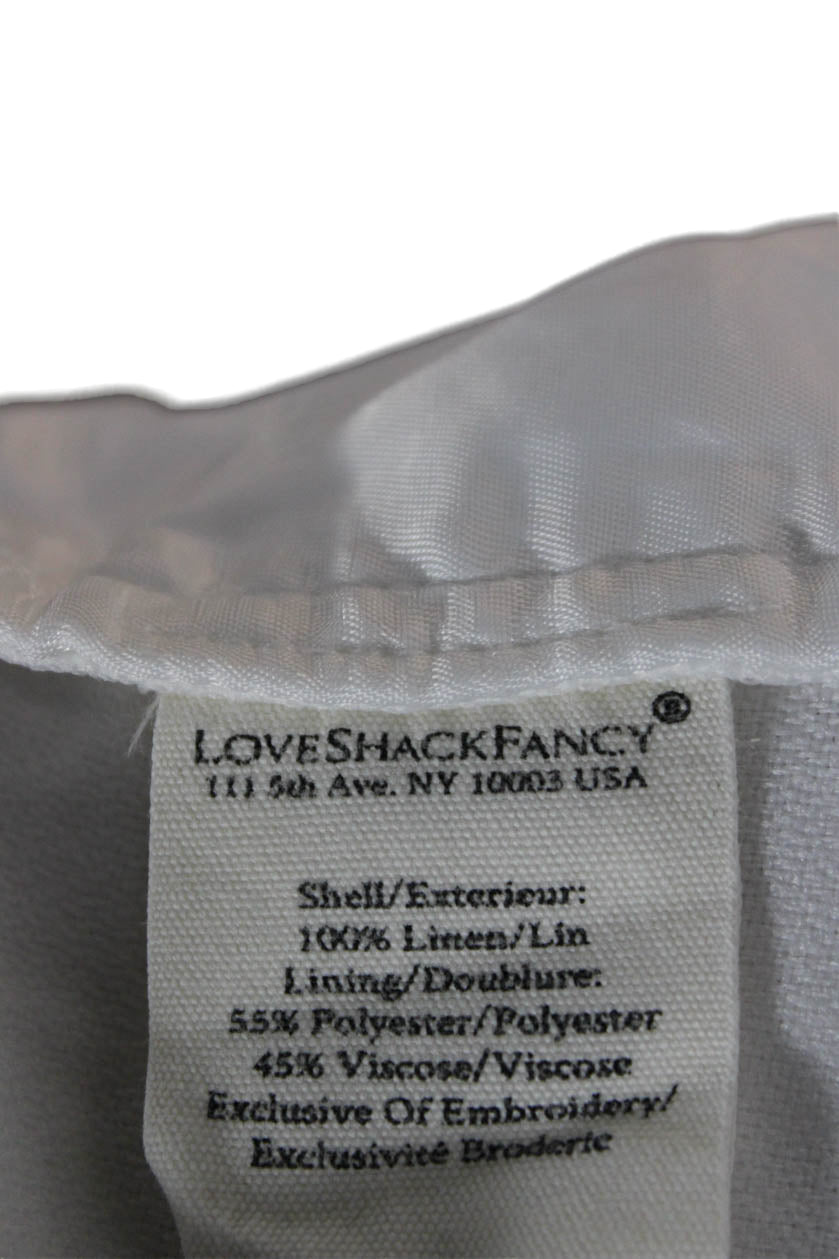 LOVESHACKFANCY®
111 5th Ave. NY 10003 USA
Shell/Exterieur:
100% Linen/Lin
Lining/Doublure:
55% Polyester/Polyester
45% Viscose/Viscose
Exclusive Of Embroidery/
Exclusivité Broderie